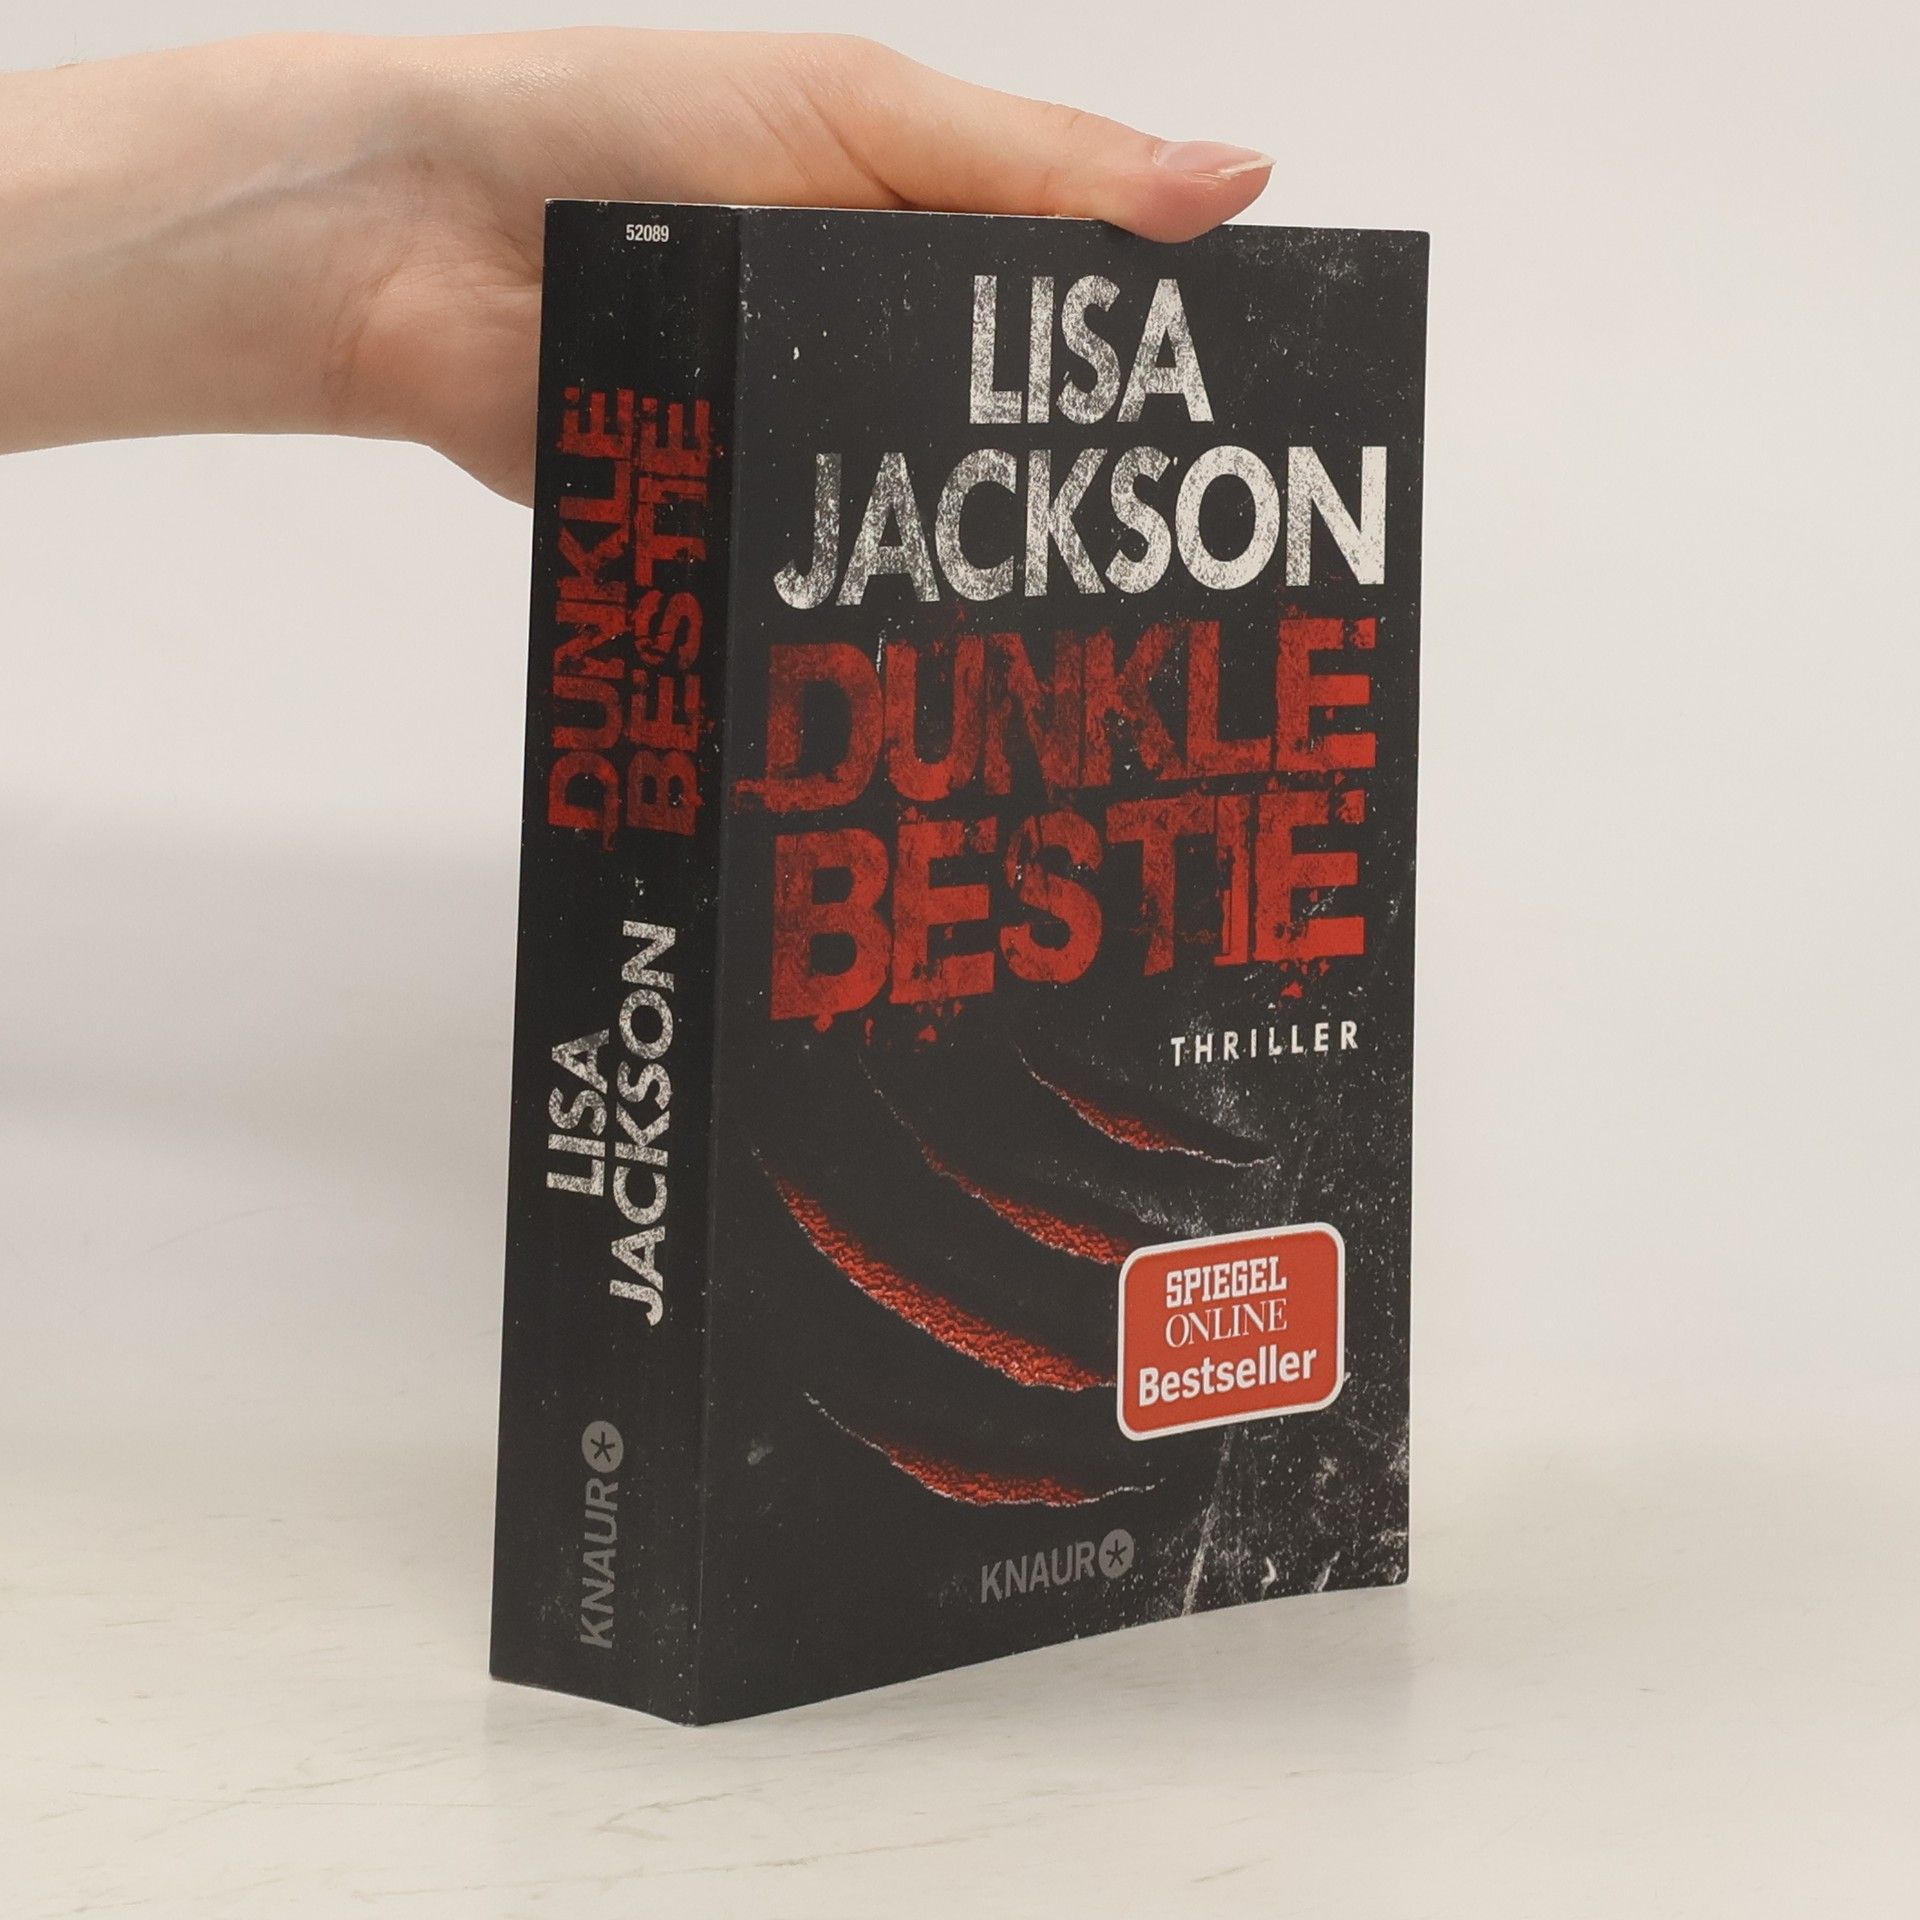 52089
DUNKLE
BESTIE
LISA
JACKSON
KNAUR
LISA
JACKSON
DUNKLE
BESTIE
THRILLER
SPIEGEL
ONLINE
Bestseller
KNAUR